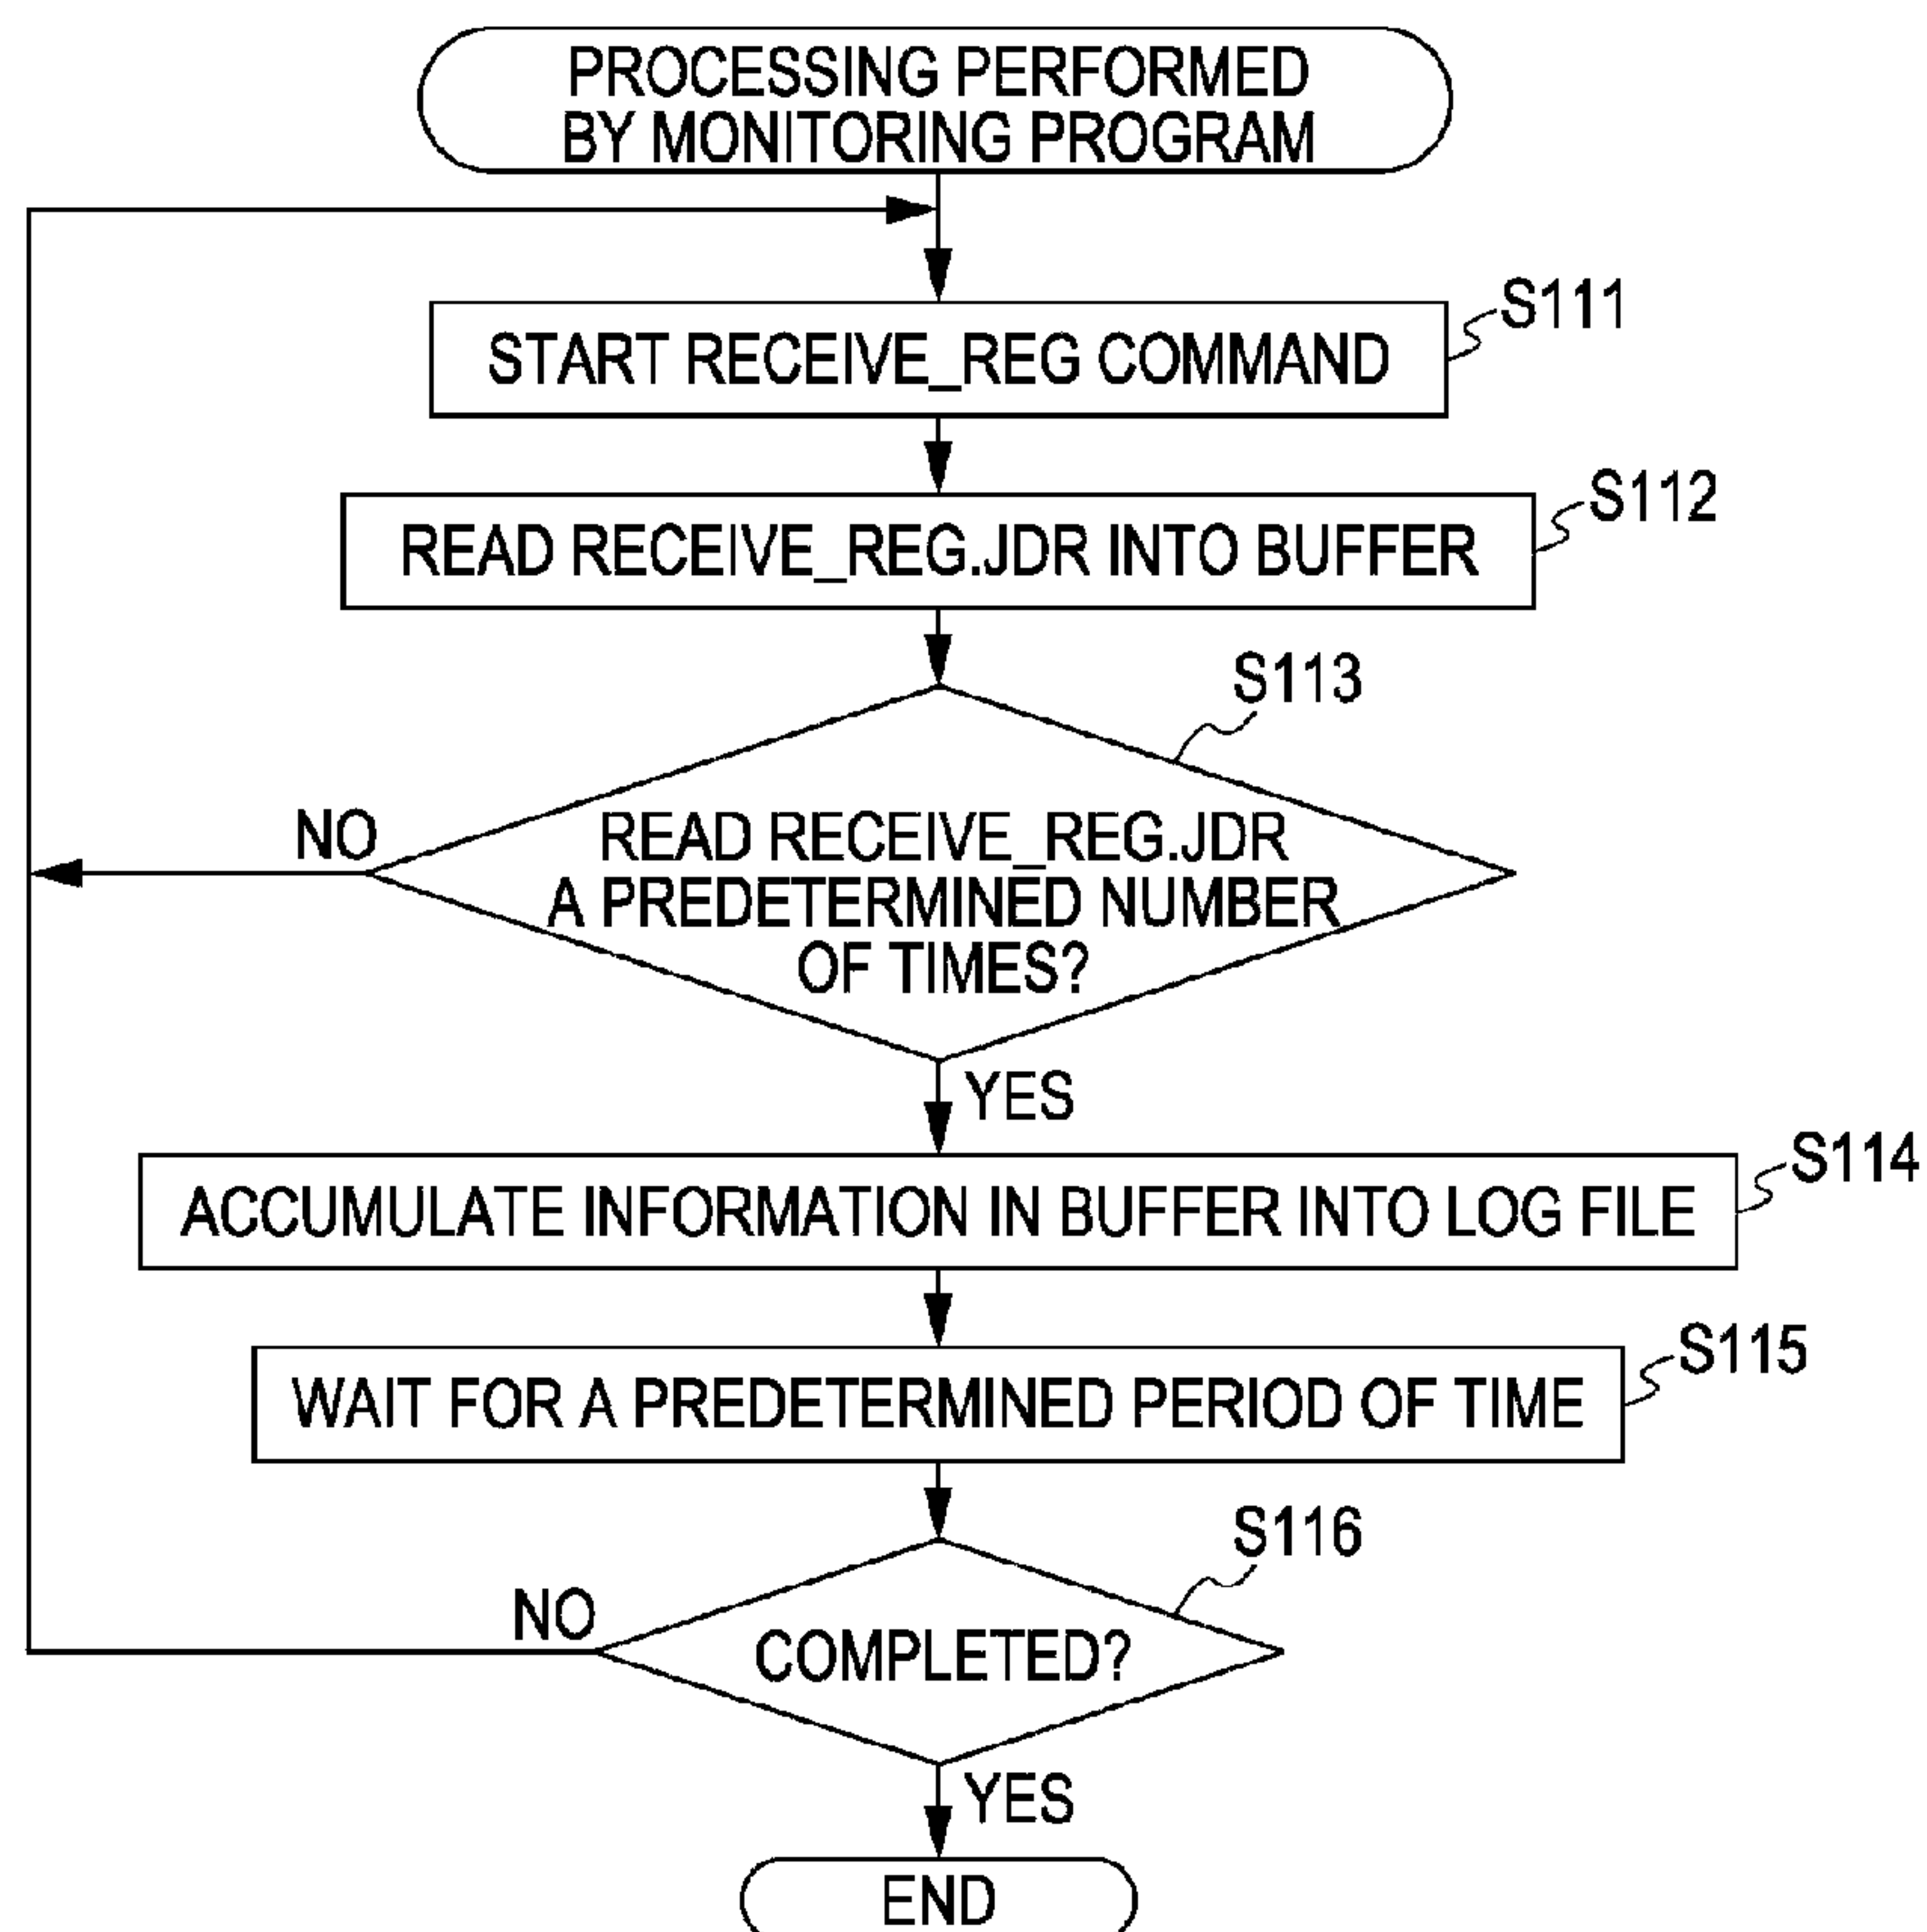 PROCESSING PERFORMED
BY MONITORING PROGRAM
START RECEIVE_REG COMMAND
S111
READ RECEIVE_REG.JDR INTO BUFFER
S112
S113
NO
READ RECEIVE_REG.JDR
A PREDETERMINED NUMBER
OF TIMES?
YES
ACCUMULATE INFORMATION IN BUFFER INTO LOG FILE
S114
WAIT FOR A PREDETERMINED PERIOD OF TIME
S115
S116
NO
COMPLETED?
YES
END